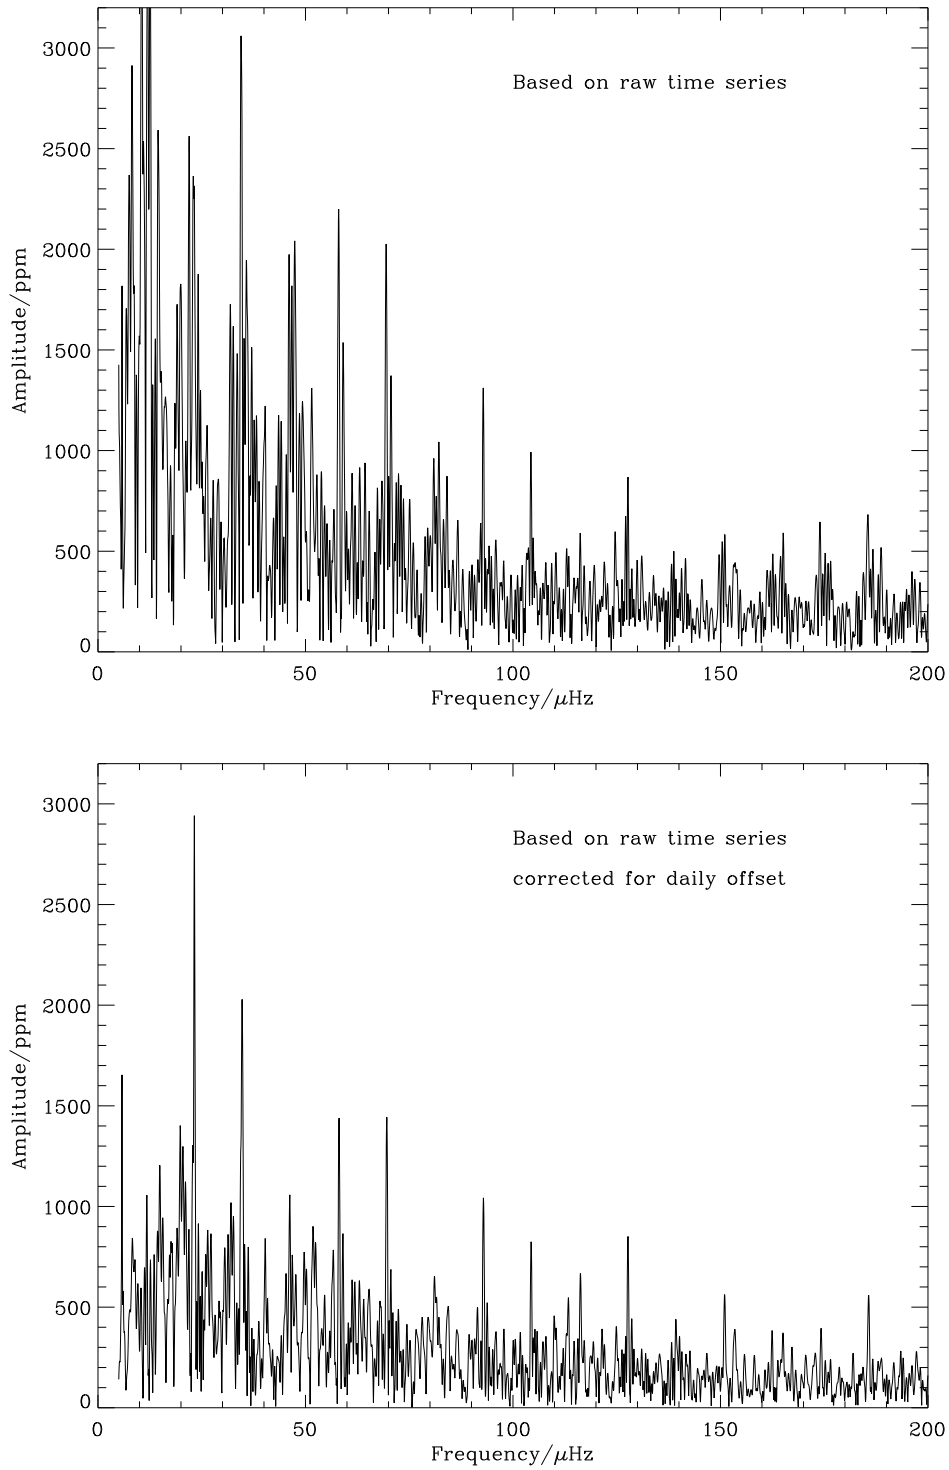 3000
2500
2000
1500
1000
500
0
Amplitude/ppm
Based on raw time series
0 50 100 150 200
Frequency/μHz
3000
2500
2000
1500
1000
500
0
Amplitude/ppm
Based on raw time series
corrected for daily offset
0 50 100 150 200
Frequency/μHz